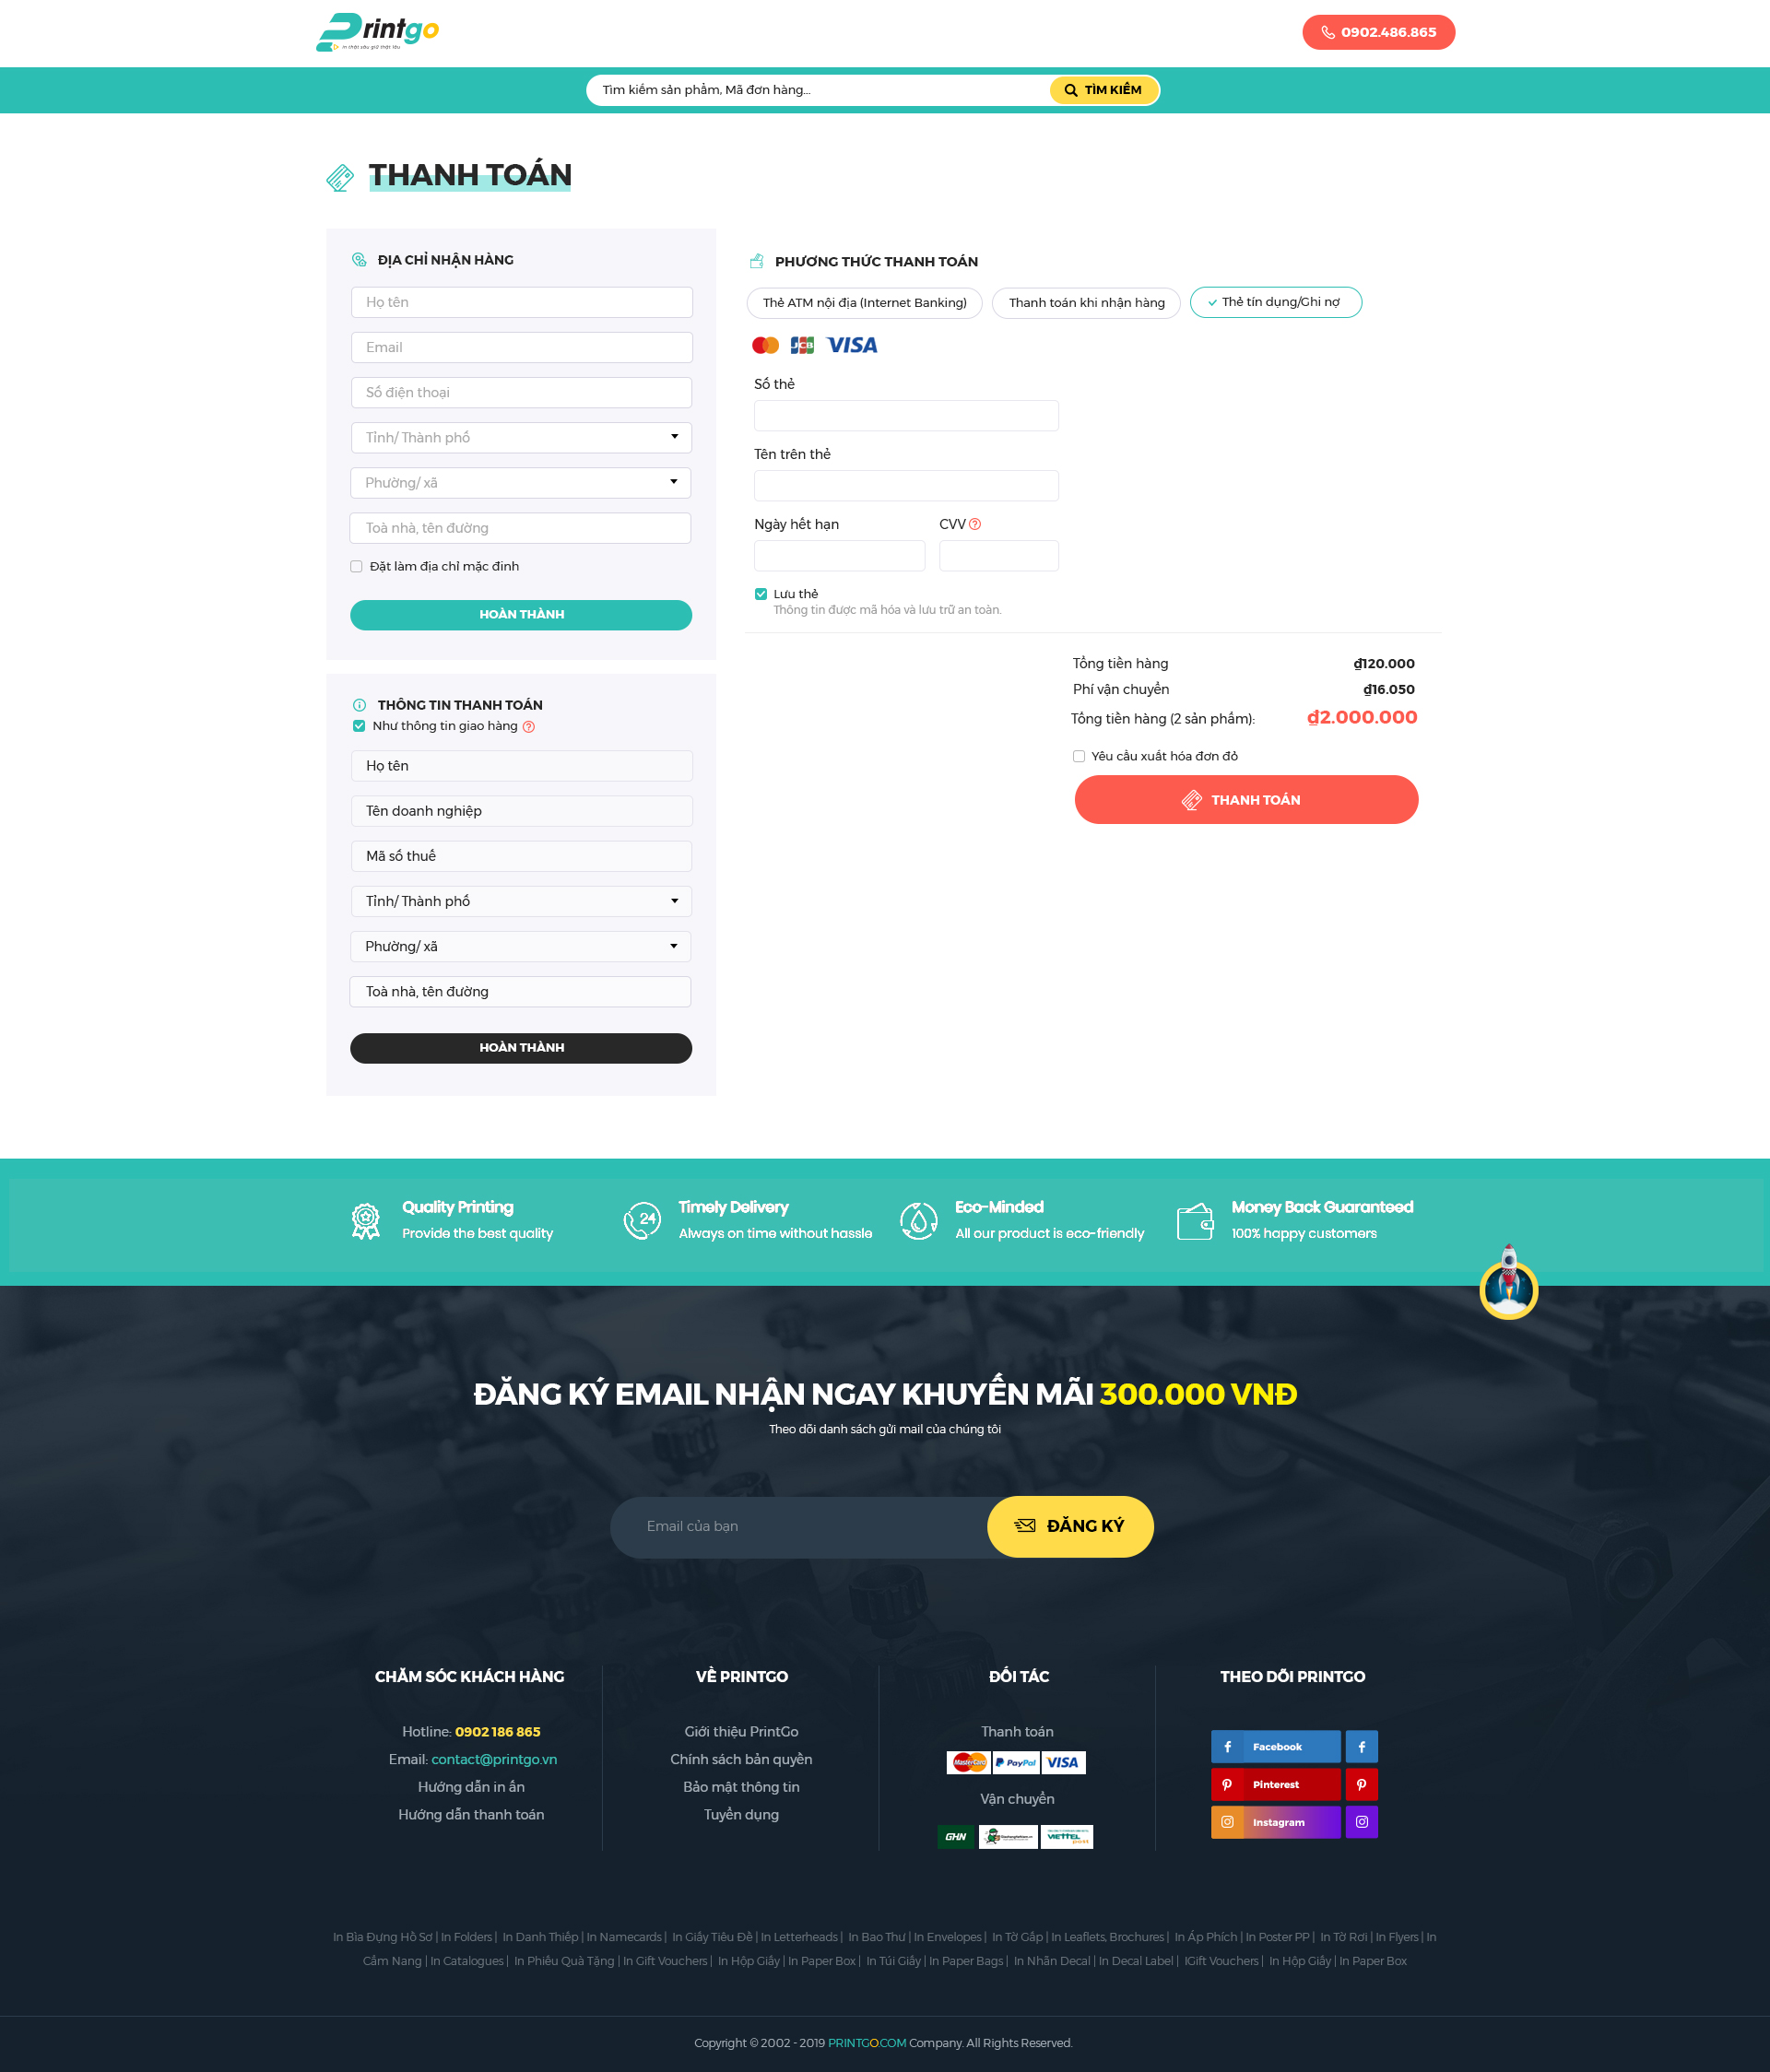 Printgo
in thật sâu giữ thật lâu
0902.486.865
Tìm kiếm sản phẩm, Mã đơn hàng...
TÌM KIẾM
THANH TOÁN
ĐỊA CHỈ NHẬN HÀNG
Họ tên
Email
Số điện thoại
Tỉnh/ Thành phố
Phường/ xã
Toà nhà, tên đường
Đặt làm địa chỉ mặc đinh
HOÀN THÀNH
THÔNG TIN THANH TOÁN
Như thông tin giao hàng
Họ tên
Tên doanh nghiệp
Mã số thuế
Tỉnh/ Thành phố
Phường/ xã
Toà nhà, tên đường
HOÀN THÀNH
PHƯƠNG THỨC THANH TOÁN
Thẻ ATM nội địa (Internet Banking)
Thanh toán khi nhận hàng
Thẻ tín dụng/Ghi nợ
JCB
VISA
Số thẻ
Tên trên thẻ
Ngày hết hạn
CVV
Lưu thẻ
Thông tin được mã hóa và lưu trữ an toàn.
Tổng tiền hàng ₫120.000
Phí vận chuyển ₫16.050
Tổng tiền hàng (2 sản phẩm): ₫2.000.000
Yêu cầu xuất hóa đơn đỏ
THANH TOÁN
Quality Printing
Provide the best quality
Timely Delivery
Always on time without hassle
24
Eco-Minded
All our product is eco-friendly
Money Back Guaranteed
100% happy customers
ĐĂNG KÝ EMAIL NHẬN NGAY KHUYẾN MÃI 300.000 VNĐ
Theo dõi danh sách gửi mail của chúng tôi
Email của bạn
ĐĂNG KÝ
CHĂM SÓC KHÁCH HÀNG
Hotline: 0902 186 865
Email: contact@printgo.vn
Hướng dẫn in ấn
Hướng dẫn thanh toán
VỀ PRINTGO
Giới thiệu PrintGo
Chính sách bản quyền
Bảo mật thông tin
Tuyển dụng
ĐỐI TÁC
Thanh toán
MasterCard
PayPal
VISA
Vận chuyển
GHN
VIETTEL
post
THEO DÕI PRINTGO
Facebook
Pinterest
Instagram
In Bìa Đựng Hồ Sơ | In Folders | In Danh Thiếp | In Namecards | In Giấy Tiêu Đề | In Letterheads | In Bao Thư | In Envelopes | In Tờ Gấp | In Leaflets, Brochures | In Áp Phích | In Poster PP | In Tờ Rơi | In Flyers | In
Cẩm Nang | In Catalogues | In Phiếu Quà Tặng | In Gift Vouchers | In Hộp Giấy | In Paper Box | In Túi Giấy | In Paper Bags | In Nhãn Decal | In Decal Label | IGift Vouchers | In Hộp Giấy | In Paper Box
Copyright © 2002 - 2019 PRINTGO.COM Company. All Rights Reserved.